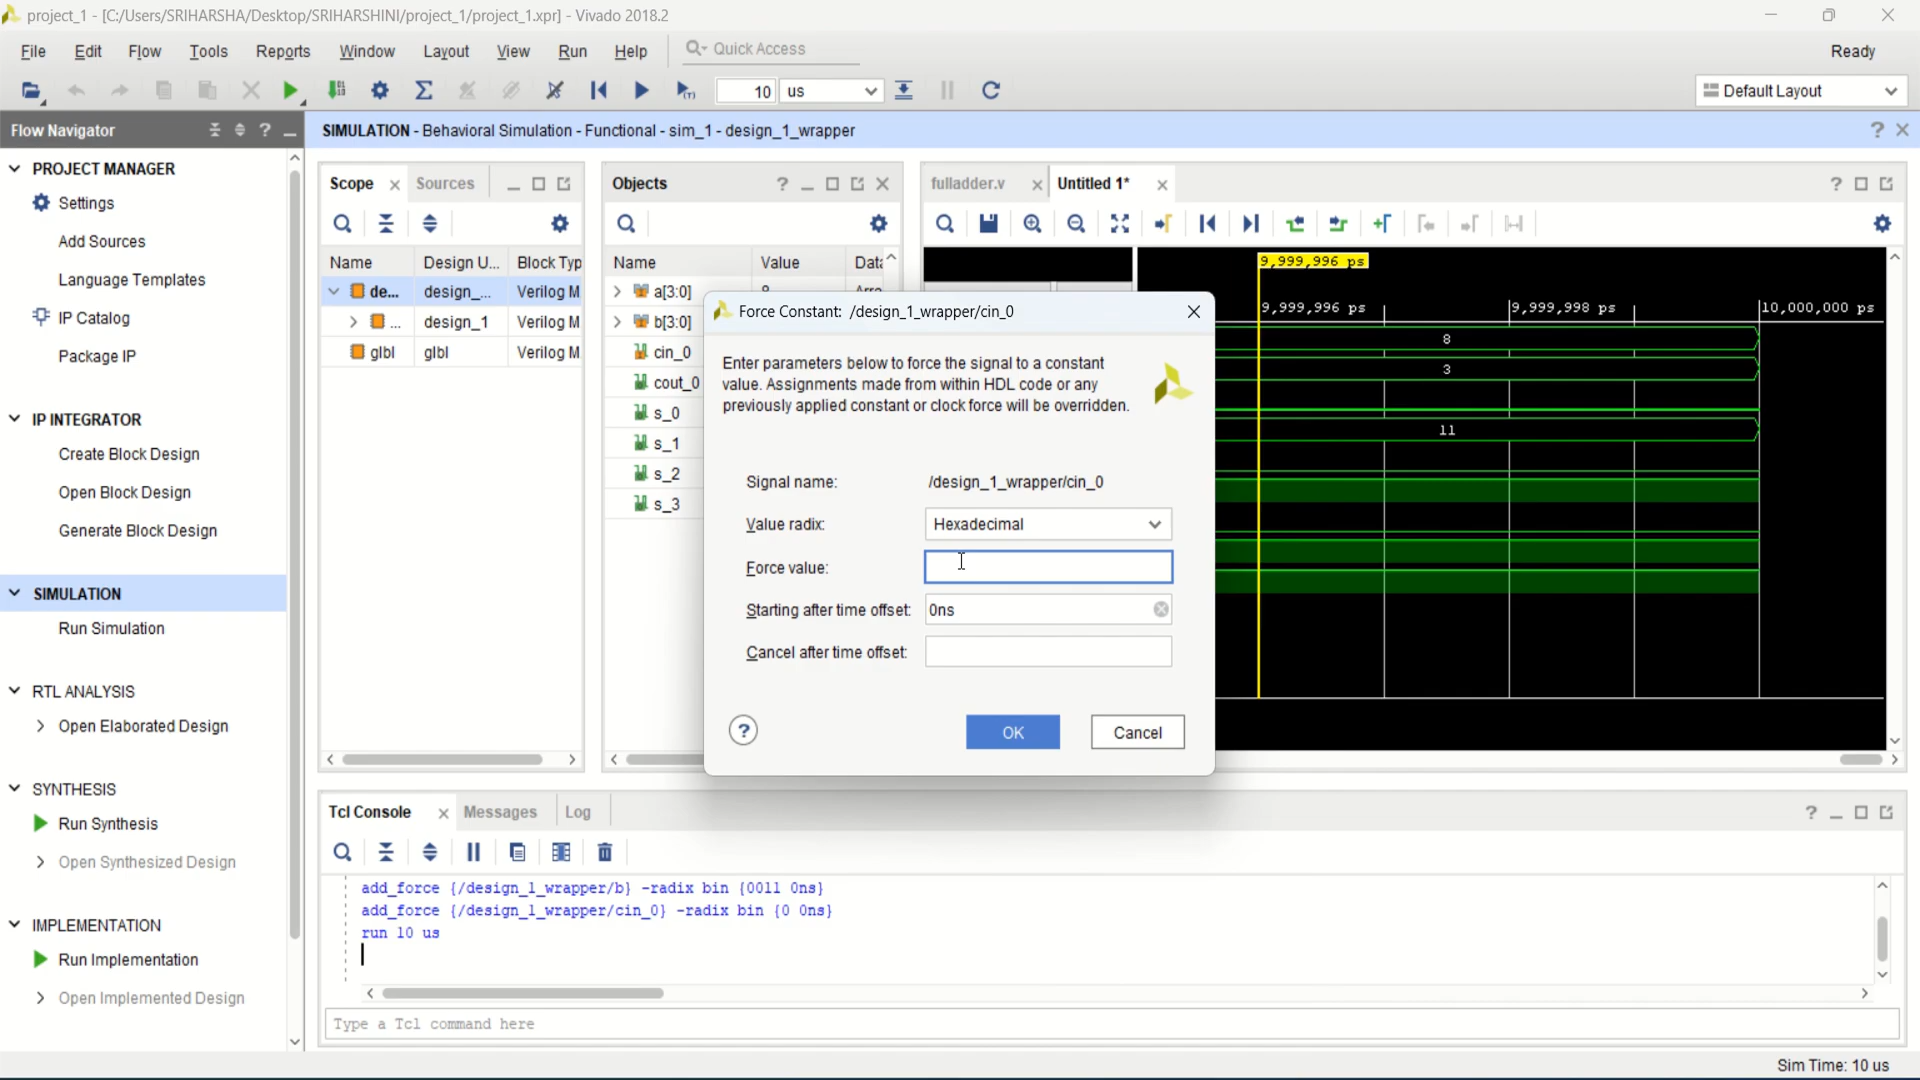 project_1 - [C:/Users/SRIHARSHA/Desktop/SRIHARSHINI/project_1/project_1.xpr] - Vivado 2018.2
File Edit Flow Tools Reports Window Layout View Run Help Quick Access Ready
10 us Default Layout
Flow Navigator
SIMULATION - Behavioral Simulation - Functional - sim_1 - design_1_wrapper
PROJECT MANAGER
Settings
Add Sources
Language Templates
IP Catalog
Package IP
IP INTEGRATOR
Create Block Design
Open Block Design
Generate Block Design
SIMULATION
Run Simulation
RTL ANALYSIS
Open Elaborated Design
SYNTHESIS
Run Synthesis
Open Synthesized Design
IMPLEMENTATION
Run Implementation
Open Implemented Design
Scope Sources
Name Design U... Block Typ
de... design_... Verilog M
... design_1 Verilog M
glbl glbl Verilog M
Objects
Name Value
a[3:0]
b[3:0]
cin_0
cout_0
s_0
s_1
s_2
s_3
fulladder.v Untitled 1*
9,999,996 ps
9,999,996 ps 9,999,998 ps 10,000,000 ps
8
3
11
Force Constant: /design_1_wrapper/cin_0
Enter parameters below to force the signal to a constant
value. Assignments made from within HDL code or any
previously applied constant or clock force will be overridden.
Signal name: /design_1_wrapper/cin_0
Value radix: Hexadecimal
Force value:
Starting after time offset: 0ns
Cancel after time offset:
? OK Cancel
Tcl Console Messages Log
add_force {/design_1_wrapper/b} -radix bin {0011 0ns}
add_force {/design_1_wrapper/cin_0} -radix bin {0 0ns}
run 10 us
Type a Tcl command here
Sim Time: 10 us